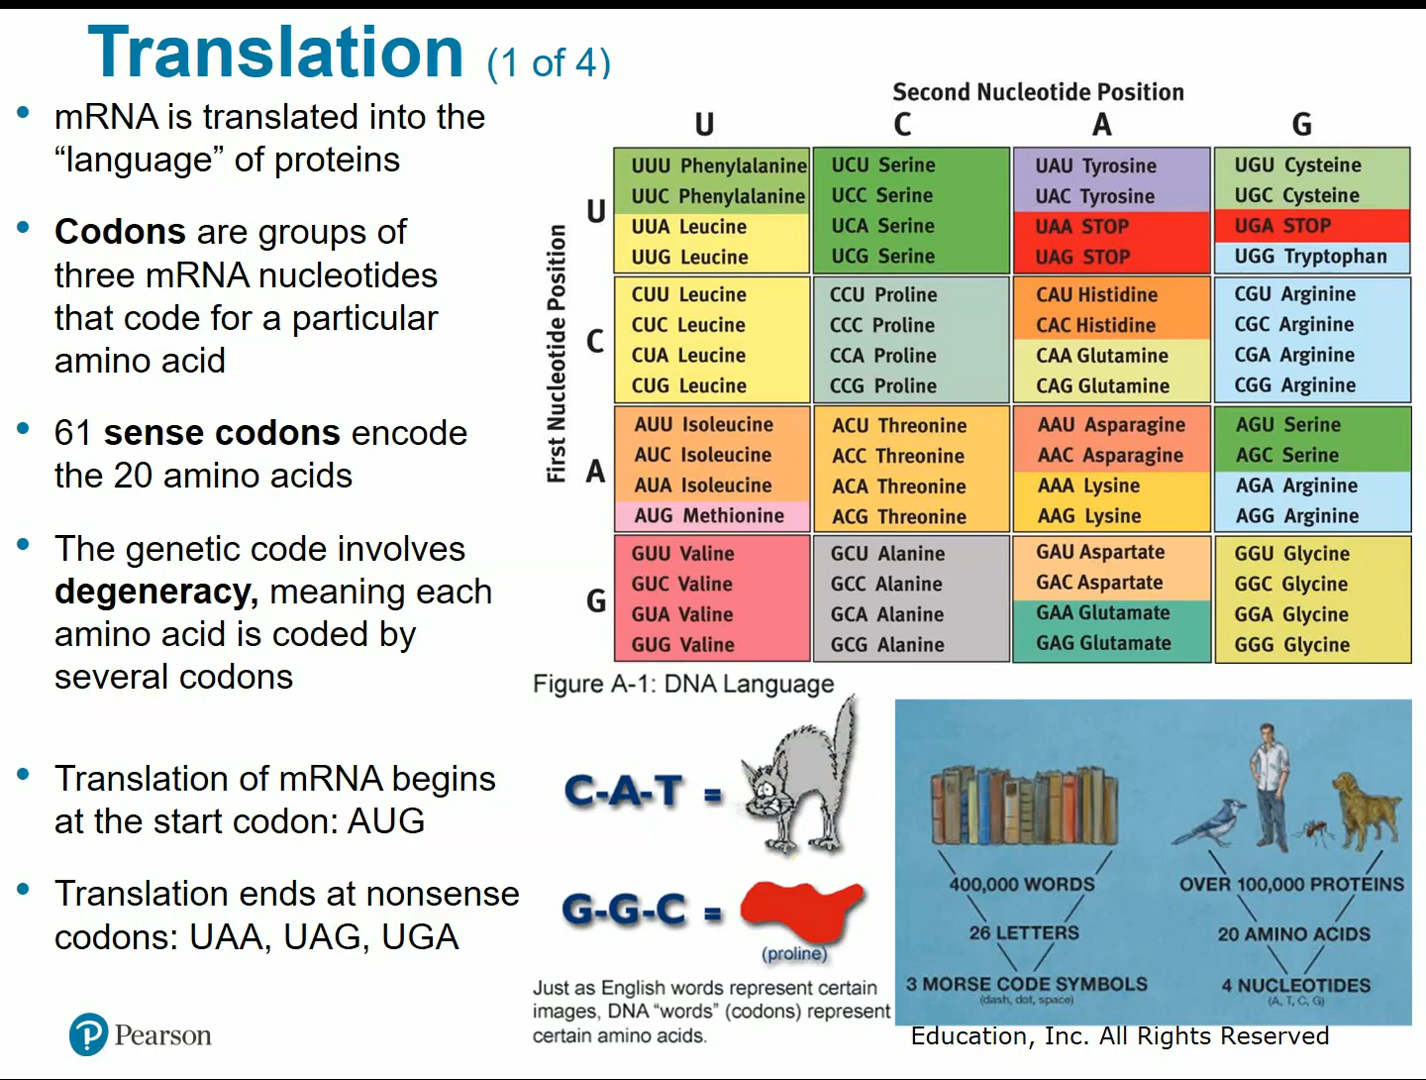 Translation (1 of 4)
• mRNA is translated into the
“language” of proteins
• Codons are groups of
three mRNA nucleotides
that code for a particular
amino acid
• 61 sense codons encode
the 20 amino acids
• The genetic code involves
degeneracy, meaning each
amino acid is coded by
several codons
• Translation of mRNA begins
at the start codon: AUG
• Translation ends at nonsense
codons: UAA, UAG, UGA
Pearson
Second Nucleotide Position
U C A G
First Nucleotide Position
U
UUU Phenylalanine UCU Serine UAU Tyrosine UGU Cysteine
UUC Phenylalanine UCC Serine UAC Tyrosine UGC Cysteine
UUA Leucine UCA Serine UAA STOP UGA STOP
UUG Leucine UCG Serine UAG STOP UGG Tryptophan
C
CUU Leucine CCU Proline CAU Histidine CGU Arginine
CUC Leucine CCC Proline CAC Histidine CGC Arginine
CUA Leucine CCA Proline CAA Glutamine CGA Arginine
CUG Leucine CCG Proline CAG Glutamine CGG Arginine
A
AUU Isoleucine ACU Threonine AAU Asparagine AGU Serine
AUC Isoleucine ACC Threonine AAC Asparagine AGC Serine
AUA Isoleucine ACA Threonine AAA Lysine AGA Arginine
AUG Methionine ACG Threonine AAG Lysine AGG Arginine
G
GUU Valine GCU Alanine GAU Aspartate GGU Glycine
GUC Valine GCC Alanine GAC Aspartate GGC Glycine
GUA Valine GCA Alanine GAA Glutamate GGA Glycine
GUG Valine GCG Alanine GAG Glutamate GGG Glycine
Figure A-1: DNA Language
C-A-T =
G-G-C =
(proline)
Just as English words represent certain
images, DNA “words” (codons) represent
certain amino acids.
400,000 WORDS
26 LETTERS
3 MORSE CODE SYMBOLS
(dash, dot, space)
OVER 100,000 PROTEINS
20 AMINO ACIDS
4 NUCLEOTIDES
(A, T, C, G)
Education, Inc. All Rights Reserved